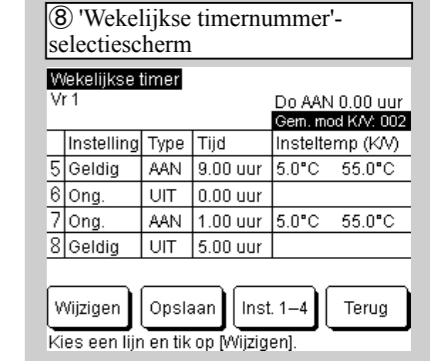 ⑧ 'Wekelijkse timernummer'-
selectiescherm
Wekelijkse timer
Vr 1 Do AAN 0.00 uur
Gem. mod K/V: 002
Instelling Type Tijd Insteltemp (K/V)
5 Geldig AAN 9.00 uur 5.0°C 55.0°C
6 Ong. UIT 0.00 uur
7 Ong. AAN 1.00 uur 5.0°C 55.0°C
8 Geldig UIT 5.00 uur
Wijzigen Opslaan Inst. 1–4 Terug
Kies een lijn en tik op [Wijzigen].